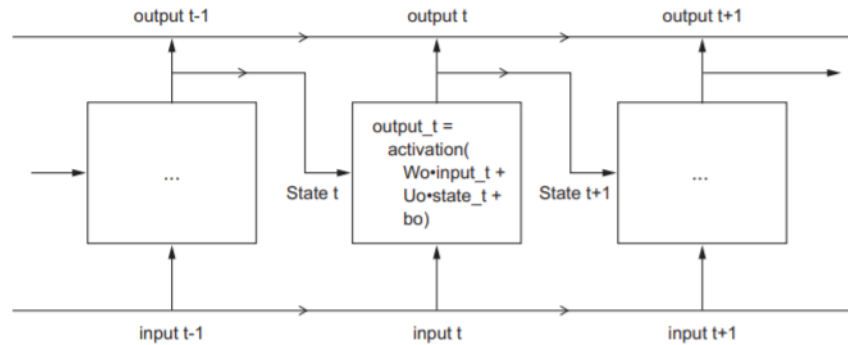 output t-1
output t
output t+1
...
output_t =
activation(
Wo•input_t +
Uo•state_t +
bo)
...
State t
State t+1
input t-1
input t
input t+1